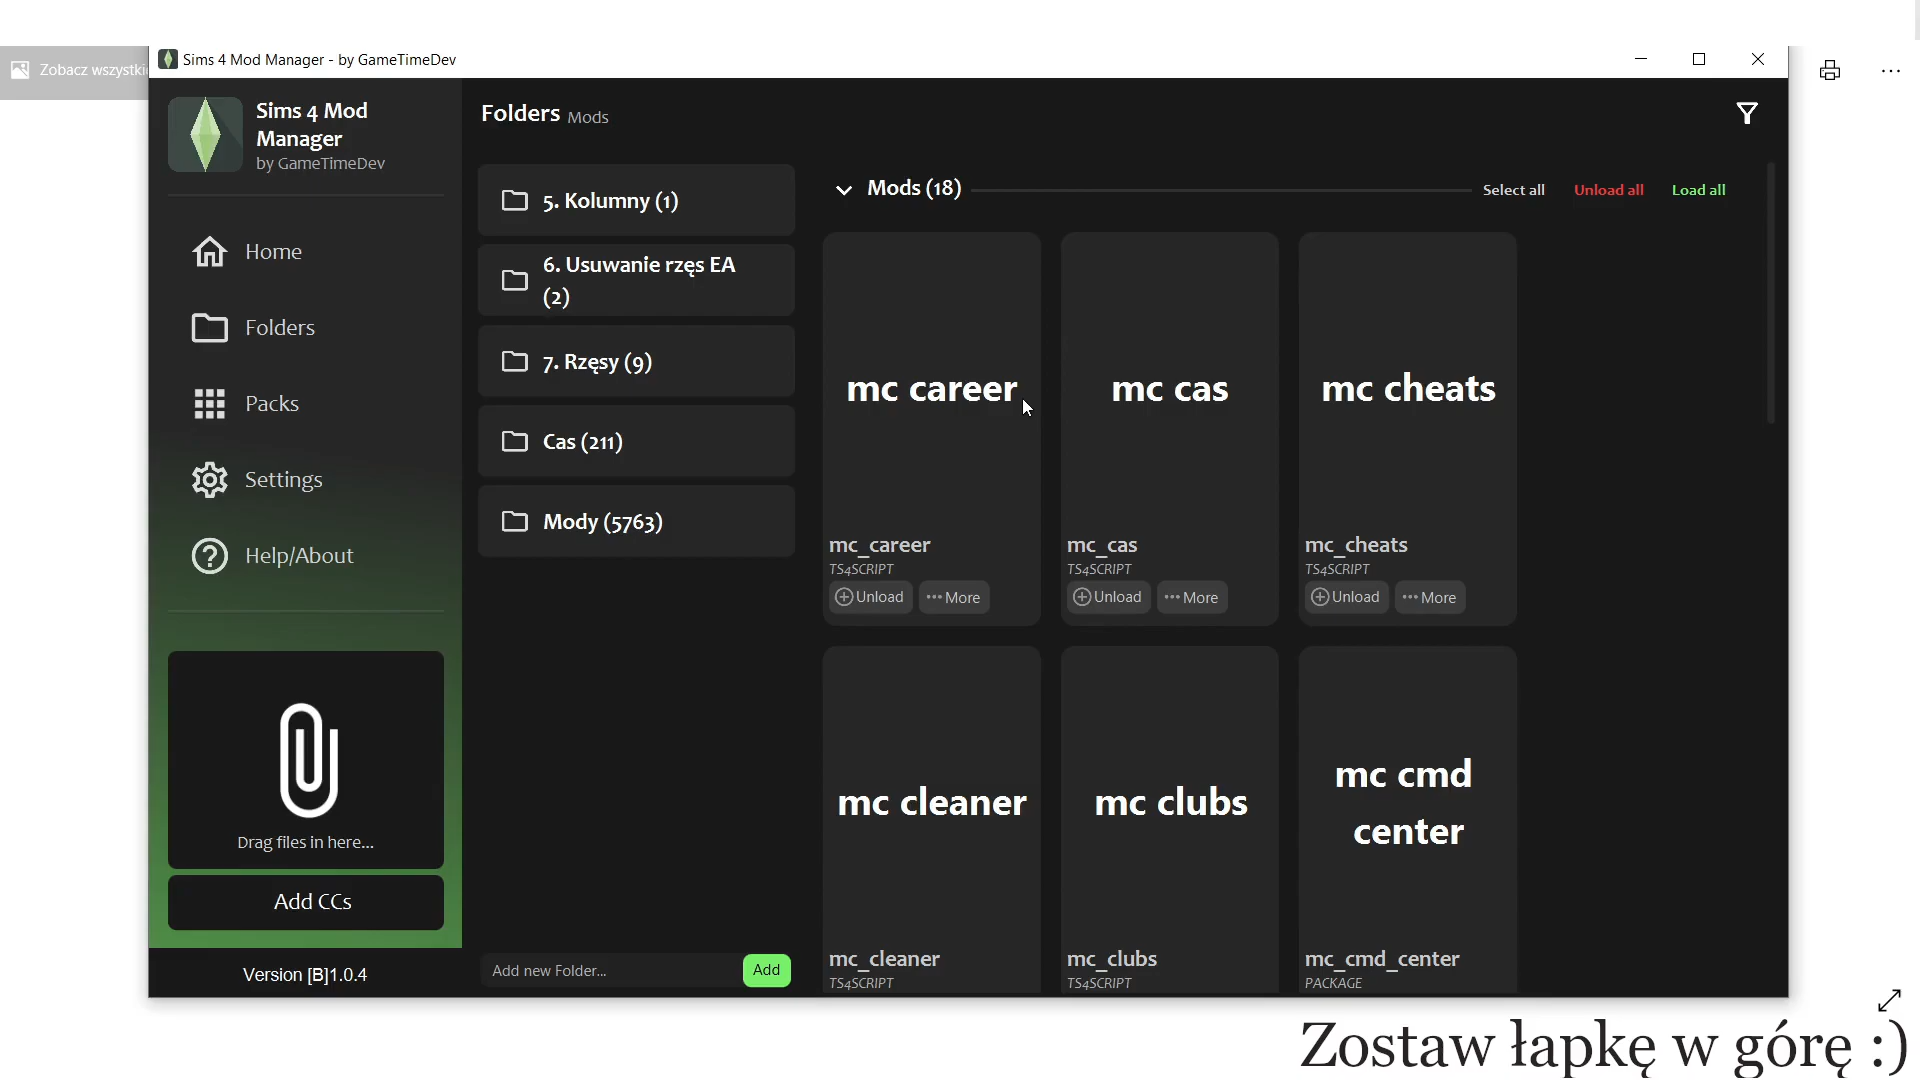 Zobacz wszystki
Sims 4 Mod Manager - by GameTimeDev
Sims 4 Mod
Manager
by GameTimeDev
Home
Folders
Packs
Settings
Help/About
Drag files in here...
Add CCs
Version [B]1.0.4
Folders Mods
5. Kolumny (1)
6. Usuwanie rzęs EA
(2)
7. Rzęsy (9)
Cas (211)
Mody (5763)
Add new Folder...
Add
Mods (18)
Select all
Unload all
Load all
mc career
mc_career
TS4SCRIPT
Unload
More
mc cas
mc_cas
TS4SCRIPT
Unload
More
mc cheats
mc_cheats
TS4SCRIPT
Unload
More
mc cleaner
mc_cleaner
TS4SCRIPT
mc clubs
mc_clubs
TS4SCRIPT
mc cmd
center
mc_cmd_center
PACKAGE
Zostaw łapkę w górę :)